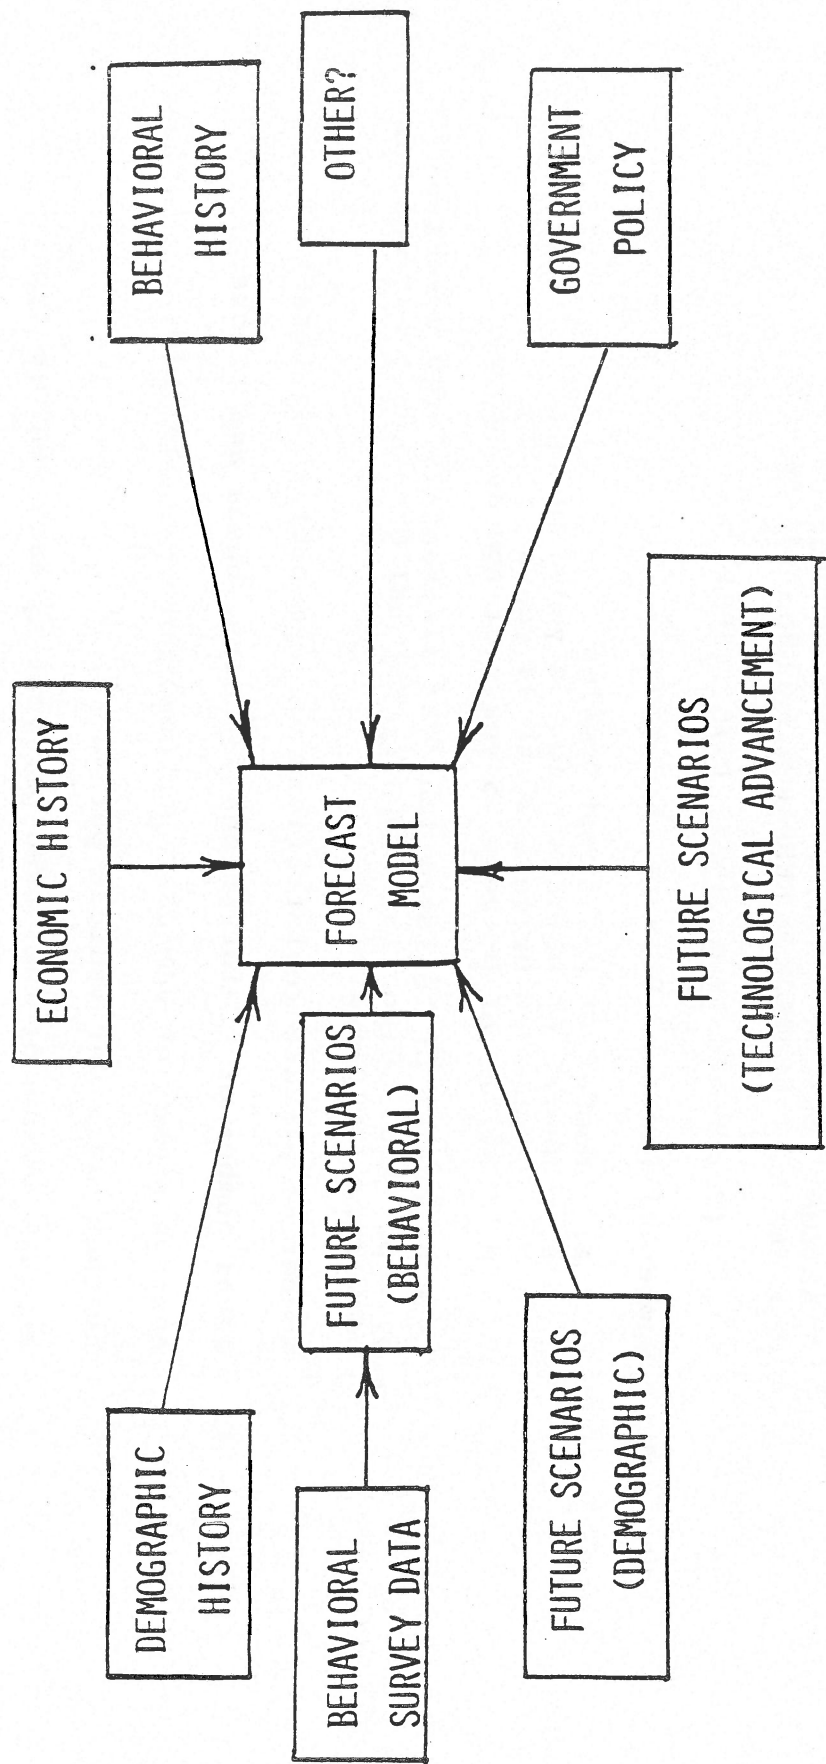 ECONOMIC HISTORY
DEMOGRAPHIC
HISTORY
BEHAVIORAL
HISTORY
BEHAVIORAL
SURVEY DATA
FUTURE SCENARIOS
(BEHAVIORAL)
FORECAST
MODEL
OTHER?
FUTURE SCENARIOS
(DEMOGRAPHIC)
GOVERNMENT
POLICY
FUTURE SCENARIOS
(TECHNOLOGICAL ADVANCEMENT)